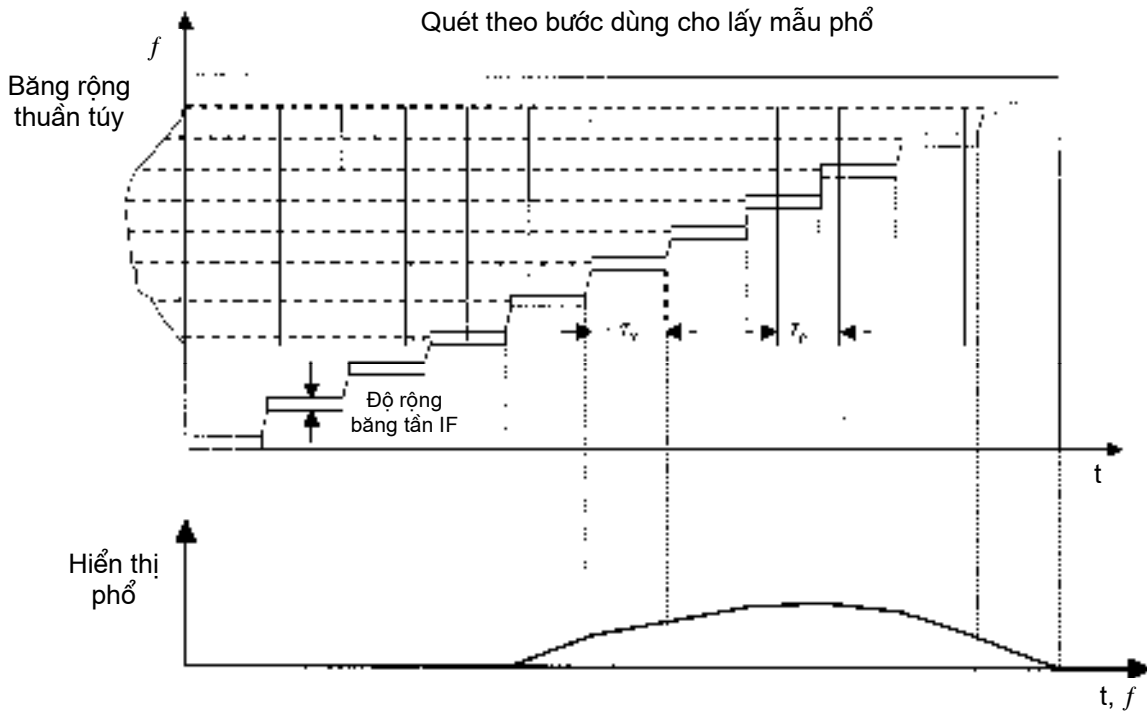 Quét theo bước dùng cho lấy mẫu phổ
f
Băng rộng
thuần túy
Độ rộng
băng tần IF
t
Hiển thị
phổ
t, f